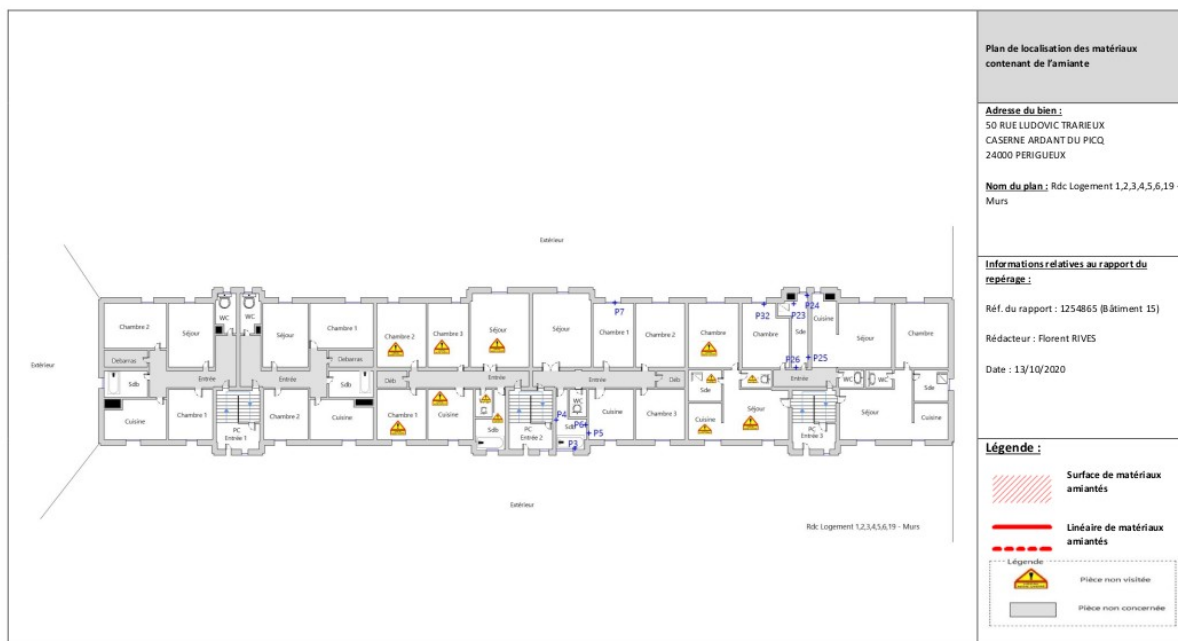 Plan de localisation des matériaux
contenant de l'amiante
Adresse du bien :
50 RUE LUDOVIC TRARIEUX
CASERNE ARDANT DU PICQ
24000 PERIGUEUX
Nom du plan : Rdc Logement 1,2,3,4,5,6,19 -
Murs
Informations relatives au rapport du
repérage :
Réf. du rapport : 1254865 (Bâtiment 15)
Rédacteur : Florent RIVES
Date : 13/10/2020
Légende :
Surface de matériaux
amiantés
Linéaire de matériaux
amiantés
Légende
Pièce non visitée
Pièce non concernée
Extérieur
Extérieur
Extérieur
Chambre 2
Séjour
WC
WC
Séjour
Chambre 1
Chambre 2
Chambre 3
Séjour
Séjour
P7
Chambre 1
Chambre 2
Chambre
P32
Chambre
P23
P24
Sde
Cuisine
Séjour
Chambre
Débarras
Débarras
P26
P25
Sdb
Entrée
Entrée
Sdb
Déb
Entrée
Entrée
Déb
Sde
Entrée
WC
WC
Sde
Cuisine
Chambre 1
PC
Entrée 1
Chambre 2
Cuisine
Chambre 1
Cuisine
Sdb
PC
Entrée 2
P4
WC
P6
P5
Sdb
P3
Cuisine
Chambre 3
Cuisine
Séjour
PC
Entrée 3
Séjour
Cuisine
Rdc Logement 1,2,3,4,5,6,19 - Murs